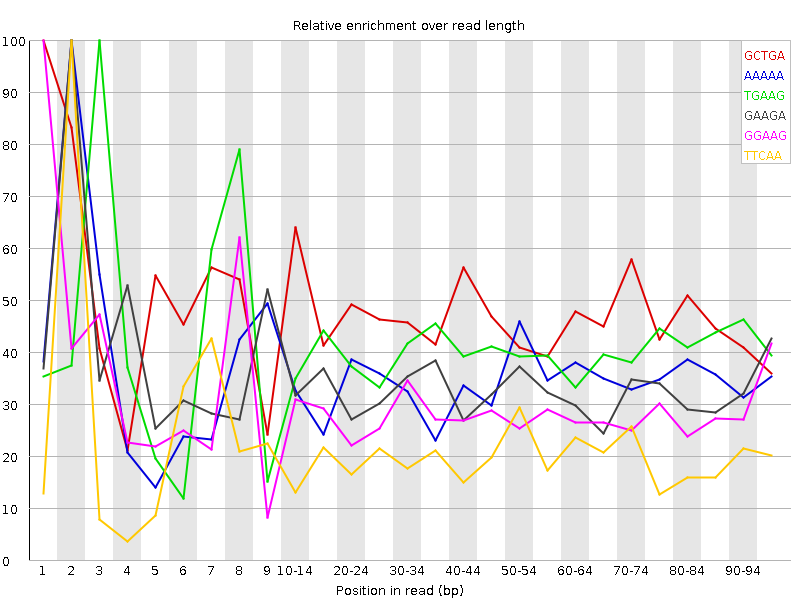 Relative enrichment over read length
100
90
80
70
60
50
40
30
20
10
0
GCTGA
AAAAA
TGAAG
GAAGA
GGAAG
TTCAA
1 2 3 4 5 6 7 8 9 10-14 20-24 30-34 40-44 50-54 60-64 70-74 80-84 90-94
Position in read (bp)